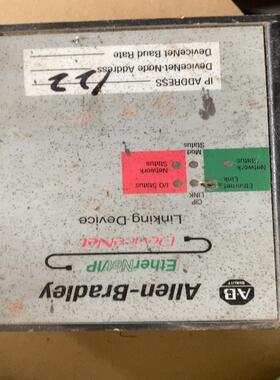 AB
QUALITY
Allen-Bradley
EtherNet/IP
DeviceNet
Linking Device
Ethernet
Link
CIP
LINK
I/O Status
Network
Status
Mod
Status
Network
Status
IP ADDRESS
DeviceNet-Node Address
DeviceNet Baud Rate